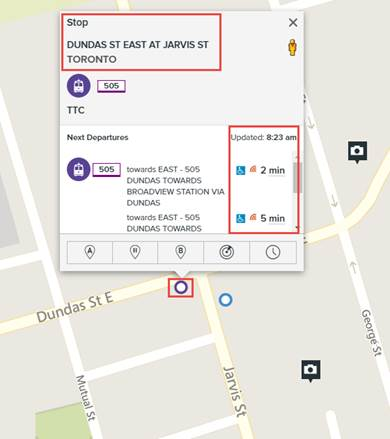 Stop
DUNDAS ST EAST AT JARVIS ST
TORONTO
505
TTC
Next Departures
Updated: 8:23 am
505
towards EAST - 505
DUNDAS TOWARDS
BROADVIEW STATION VIA
DUNDAS
2 min
towards EAST - 505
DUNDAS TOWARDS
5 min
A
B
Dundas St E
E
Mutual St
Jarvis St
George St